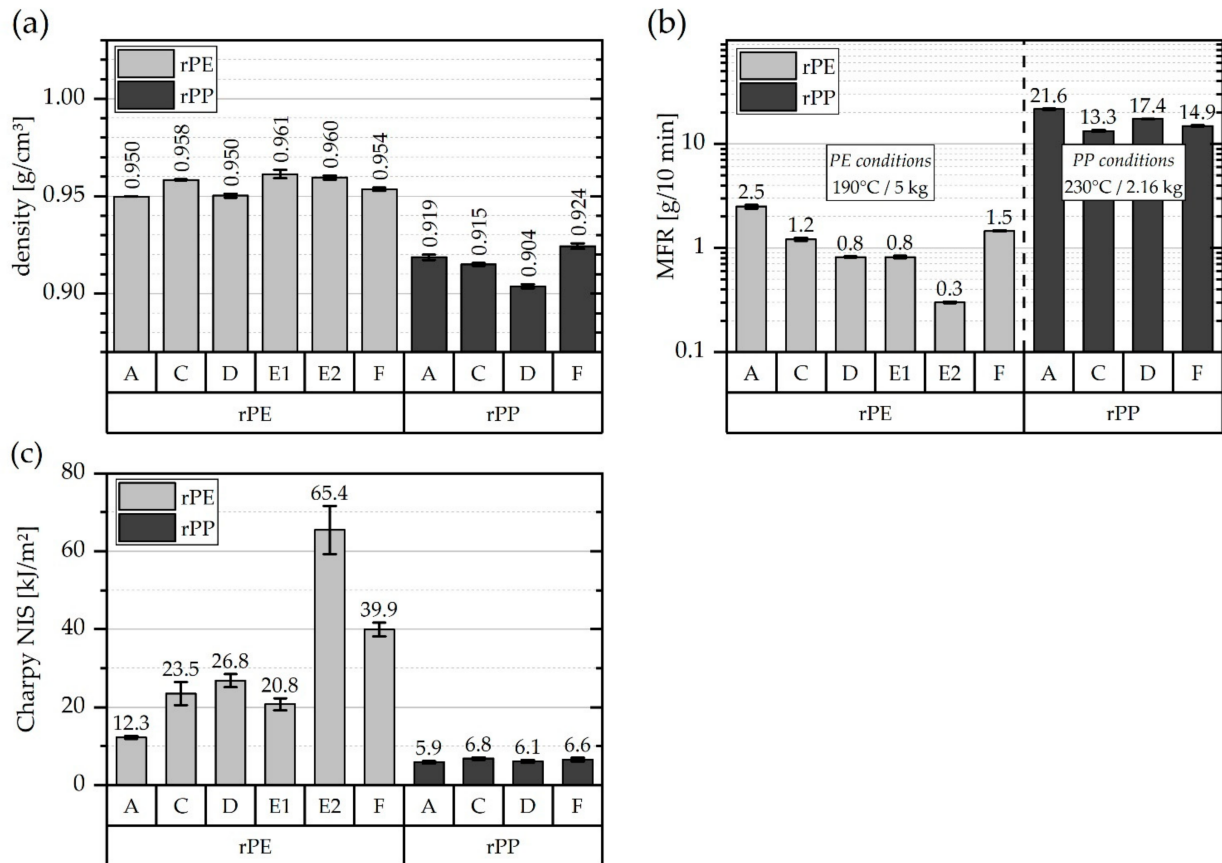 (a)
density [g/cm³]
1.00
0.95
0.90
rPE
rPP
0.950
0.958
0.950
0.961
0.960
0.954
0.919
0.915
0.904
0.924
A C D E1 E2 F A C D F
rPE rPP
(b)
MFR [g/10 min]
10
1
0.1
rPE
rPP
PE conditions
190°C / 5 kg
PP conditions
230°C / 2.16 kg
2.5
1.2
0.8
0.8
0.3
1.5
21.6
13.3
17.4
14.9
A C D E1 E2 F A C D F
rPE rPP
(c)
Charpy NIS [kJ/m²]
80
60
40
20
0
rPE
rPP
12.3
23.5
26.8
20.8
65.4
39.9
5.9
6.8
6.1
6.6
A C D E1 E2 F A C D F
rPE rPP